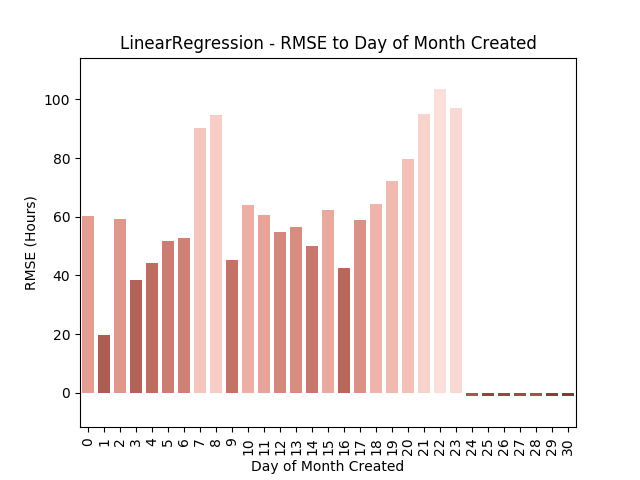 LinearRegression - RMSE to Day of Month Created
RMSE (Hours)
100
80
60
40
20
0
0 1 2 3 4 5 6 7 8 9 10 11 12 13 14 15 16 17 18 19 20 21 22 23 24 25 26 27 28 29 30
Day of Month Created